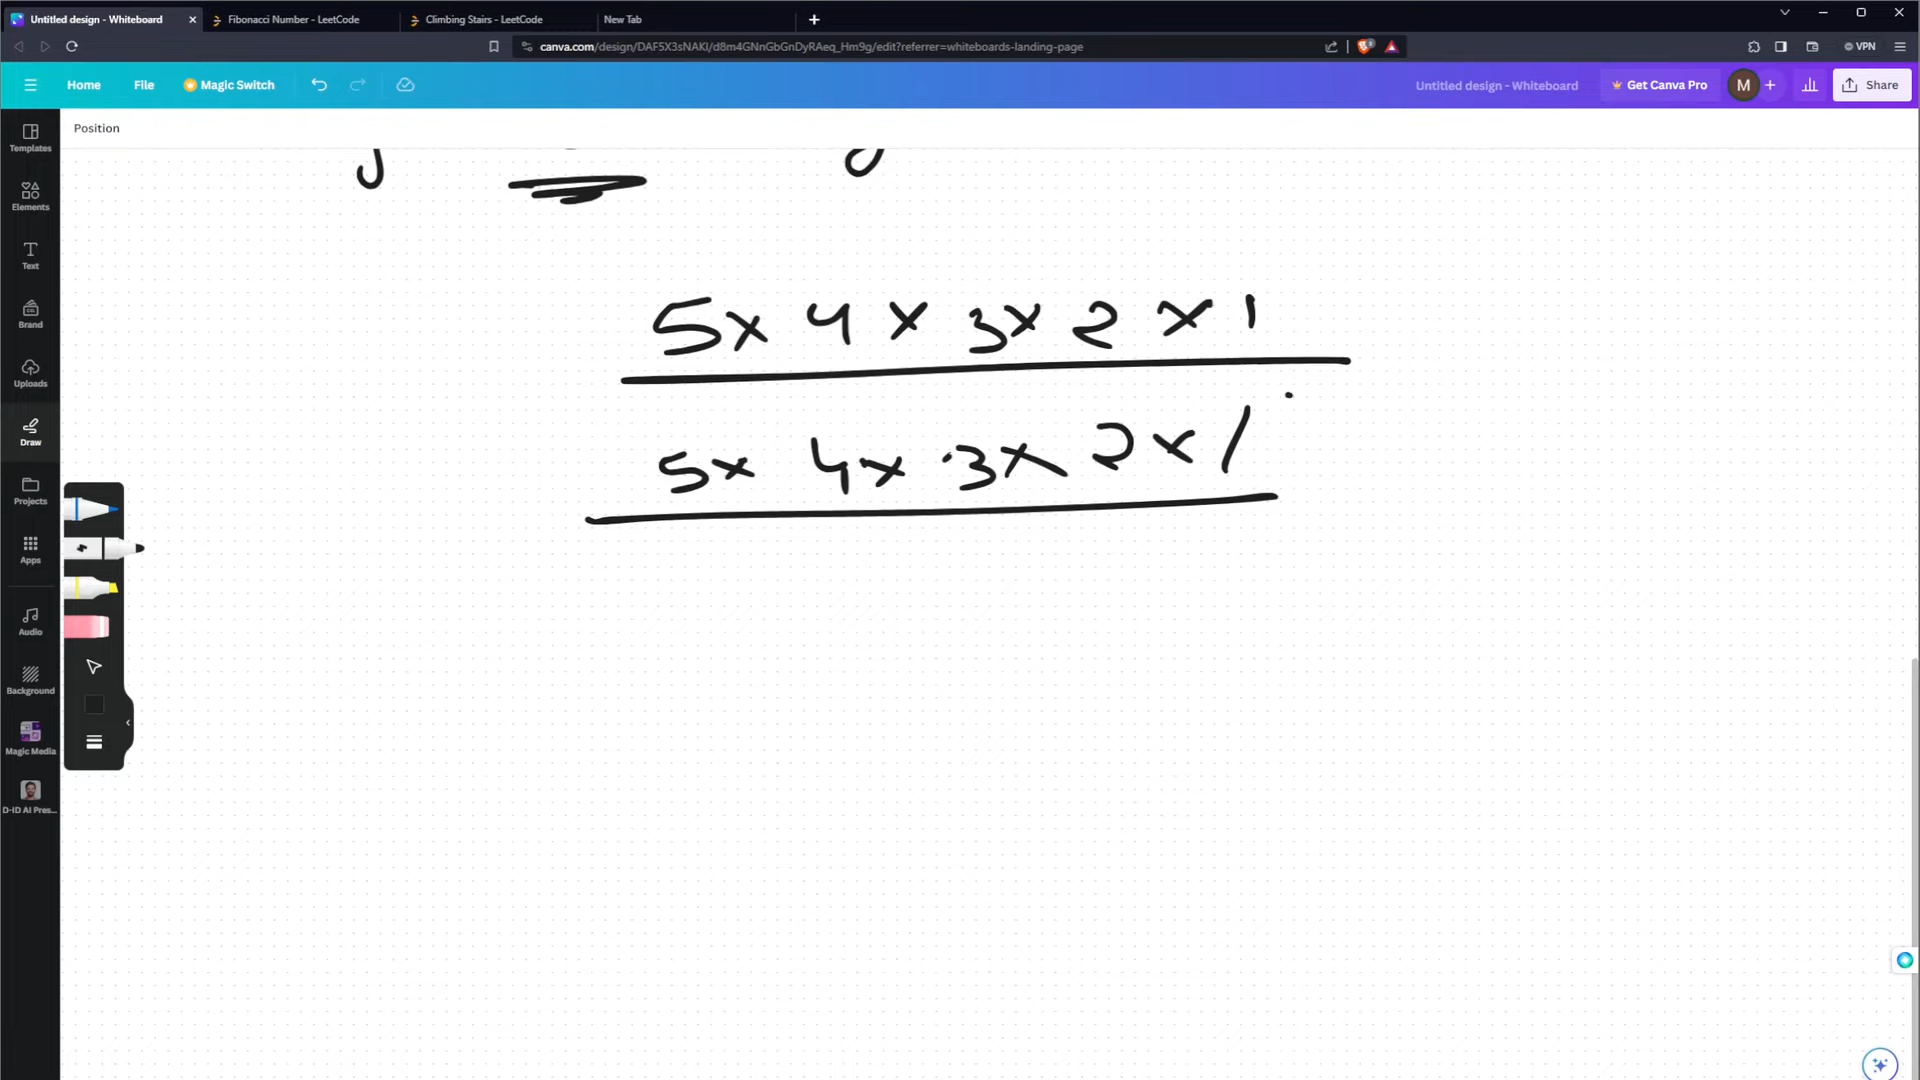 Untitled design - Whiteboard
Fibonacci Number - LeetCode
Climbing Stairs - LeetCode
New Tab
canva.com/design/DAF5X3sNAKI/d8m4GNnGbGnDyRAeq_Hm9g/edit?referrer=whiteboards-landing-page
VPN
Home
File
Magic Switch
Untitled design - Whiteboard
Get Canva Pro
M
Share
Position
Templates
Elements
Text
Brand
Uploads
Draw
Projects
Apps
Audio
Background
Magic Media
D-ID AI Pres...
5x 4 x 3x 2 x 1
5x 4x 3x 2 x 1